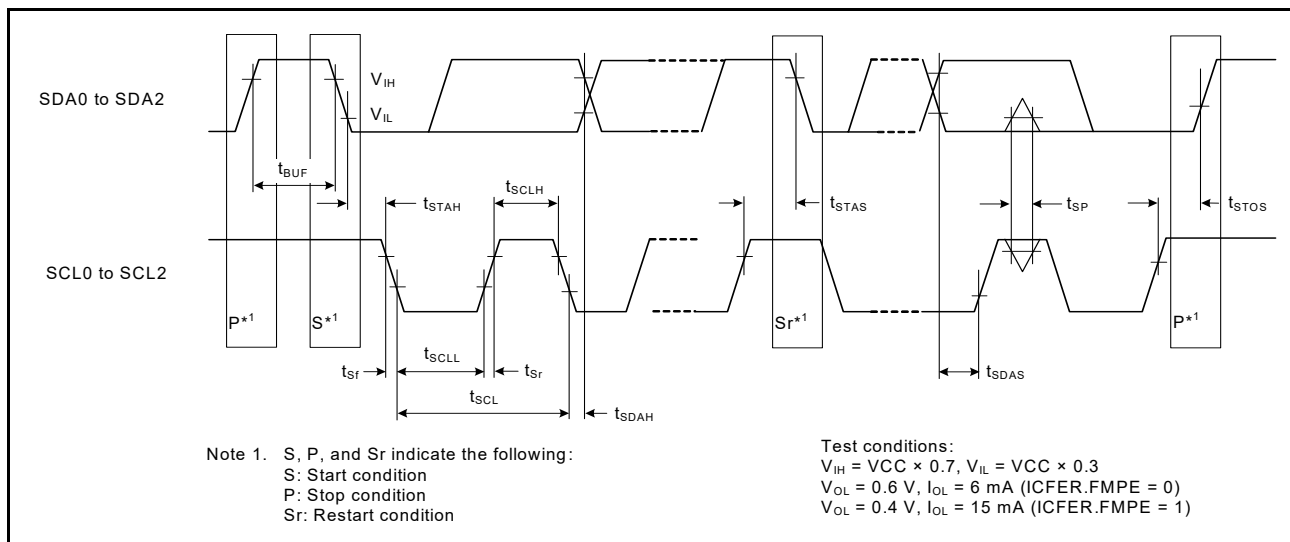 SDA0 to SDA2
VIH
VIL
tBUF
tSTAH
tSCLH
tSTAS
tSP
tSTOS
SCL0 to SCL2
P*1
S*1
Sr*1
P*1
tSf
tSCLL
tSr
tSCL
tSDAH
tSDAS
Note 1. S, P, and Sr indicate the following:
S: Start condition
P: Stop condition
Sr: Restart condition
Test conditions:
VIH = VCC × 0.7, VIL = VCC × 0.3
VOL = 0.6 V, IOL = 6 mA (ICFER.FMPE = 0)
VOL = 0.4 V, IOL = 15 mA (ICFER.FMPE = 1)